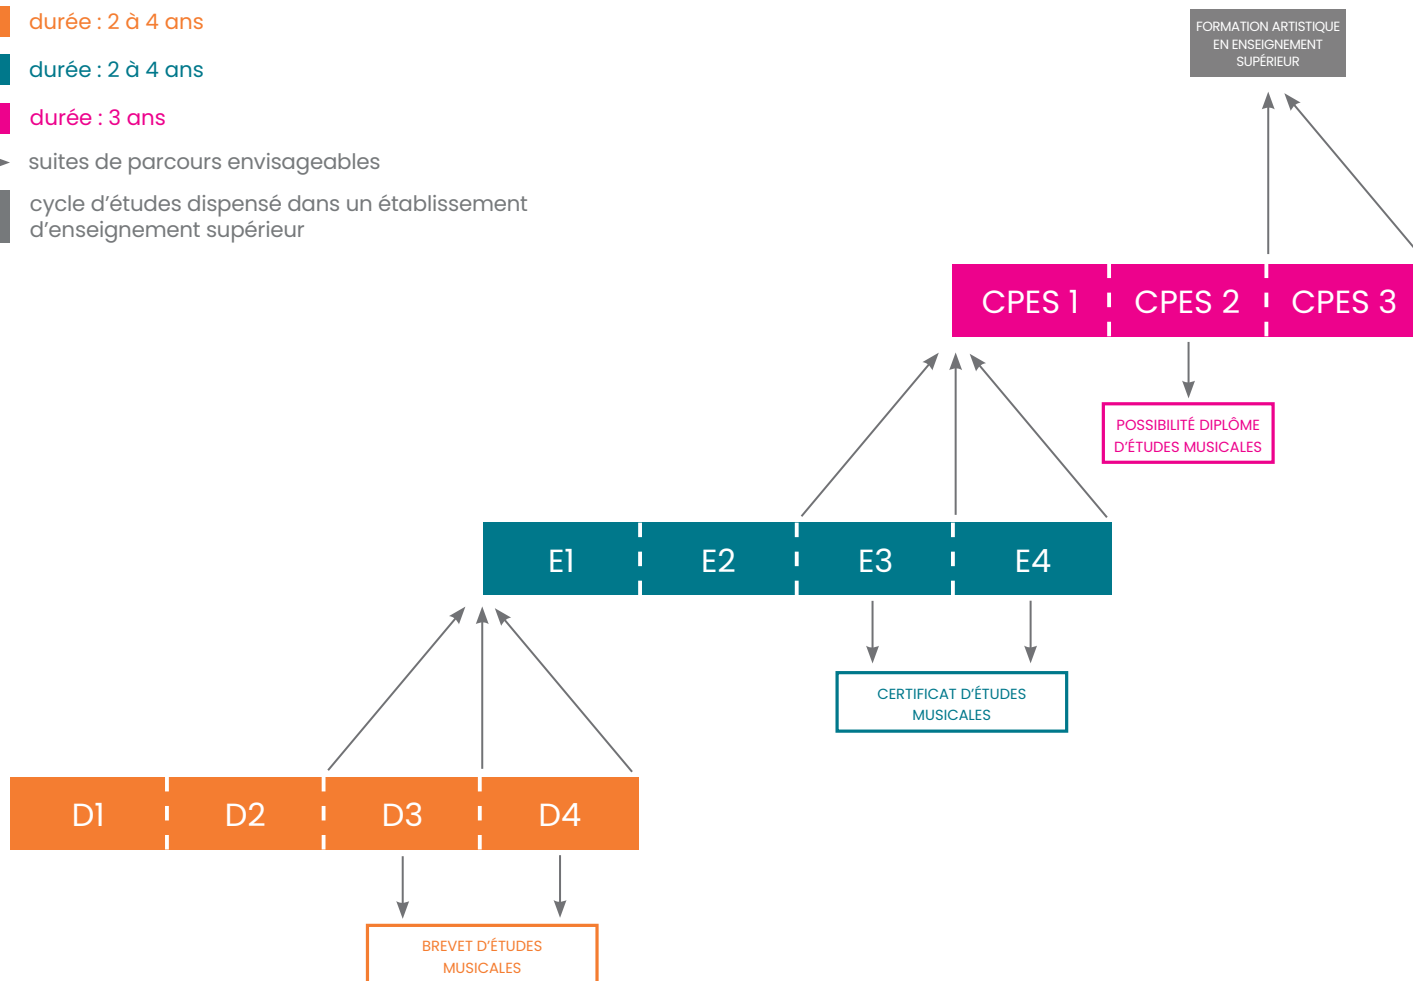 durée : 2 à 4 ans
durée : 2 à 4 ans
durée : 3 ans
suites de parcours envisageables
cycle d’études dispensé dans un établissement
d’enseignement supérieur
FORMATION ARTISTIQUE
EN ENSEIGNEMENT
SUPÉRIEUR
CPES 1
CPES 2
CPES 3
POSSIBILITÉ DIPLÔME
D’ÉTUDES MUSICALES
E1
E2
E3
E4
CERTIFICAT D’ÉTUDES
MUSICALES
D1
D2
D3
D4
BREVET D’ÉTUDES
MUSICALES